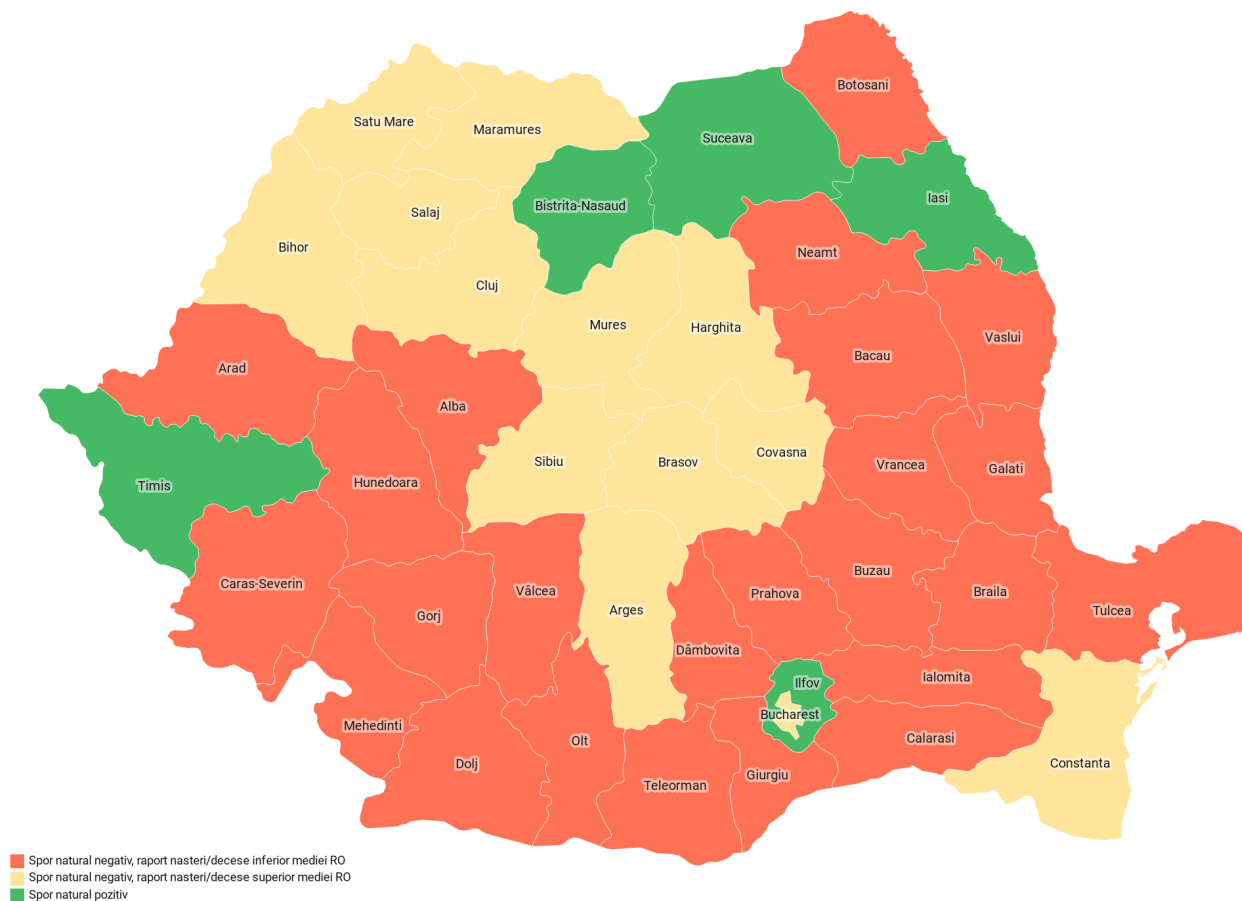 Botosani
Satu Mare
Maramures
Suceava
Iasi
Bistrita-Nasaud
Salaj
Bihor
Neamt
Cluj
Mures
Harghita
Vaslui
Bacau
Arad
Alba
Sibiu
Brasov
Covasna
Vrancea
Galati
Timis
Hunedoara
Caras-Severin
Gorj
Vâlcea
Arges
Prahova
Buzau
Braila
Tulcea
Dâmbovita
Ilfov
Ialomita
Bucharest
Mehedinti
Olt
Calarasi
Dolj
Teleorman
Giurgiu
Constanta
Spor natural negativ, raport nasteri/decese inferior mediei RO
Spor natural negativ, raport nasteri/decese superior mediei RO
Spor natural pozitiv